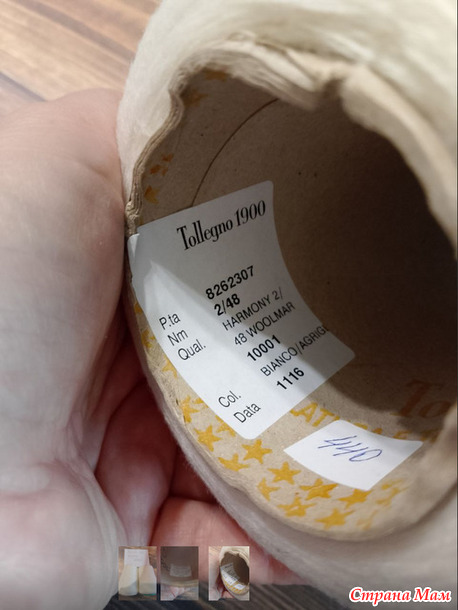 Tollegno 1900
P.ta 8262307
Nm 2/48
Qual. HARMONY 2/
48 WOOLMAR
Col. 10001
BIANCO/AGRIG
Data 1116
440
Страна Мам